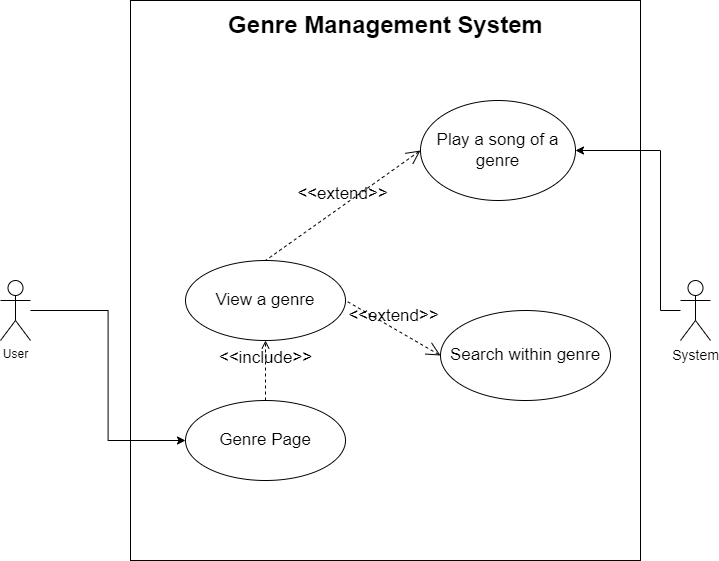 Genre Management System
Play a song of a
genre
<<extend>>
View a genre
<<extend>>
User
<<include>>
Search within genre
System
Genre Page